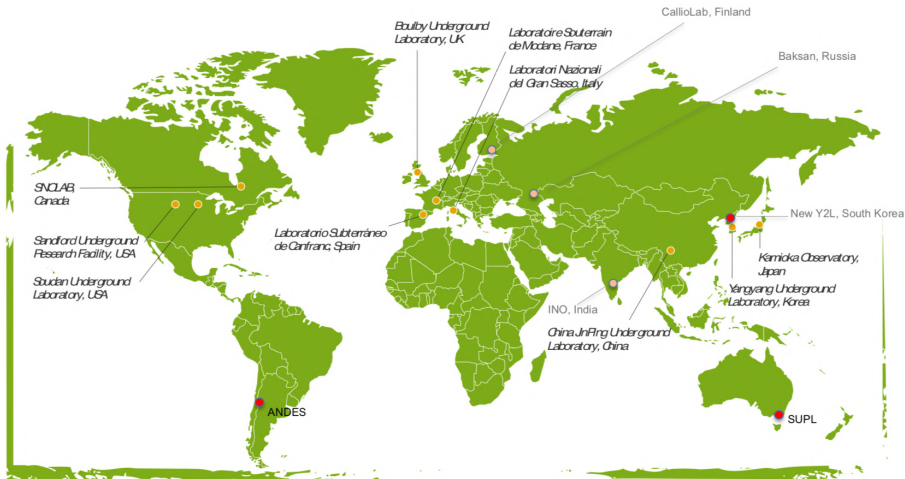 CallioLab, Finland
Boulby Underground
Laboratory, UK
Laboratoire Souterrain
de Modane, France
Baksan, Russia
Laboratori Nazionali
del Gran Sasso, Italy
SNOLAB,
Canada
New Y2L, South Korea
Laboratorio Subterráneo
de Canfranc, Spain
Sandford Underground
Research Facility, USA
Kamioka Observatory,
Japan
Soudan Underground
Laboratory, USA
Yangyang Underground
Laboratory, Korea
INO, India
China JnPing Underground
Laboratory, China
ANDES
SUPL